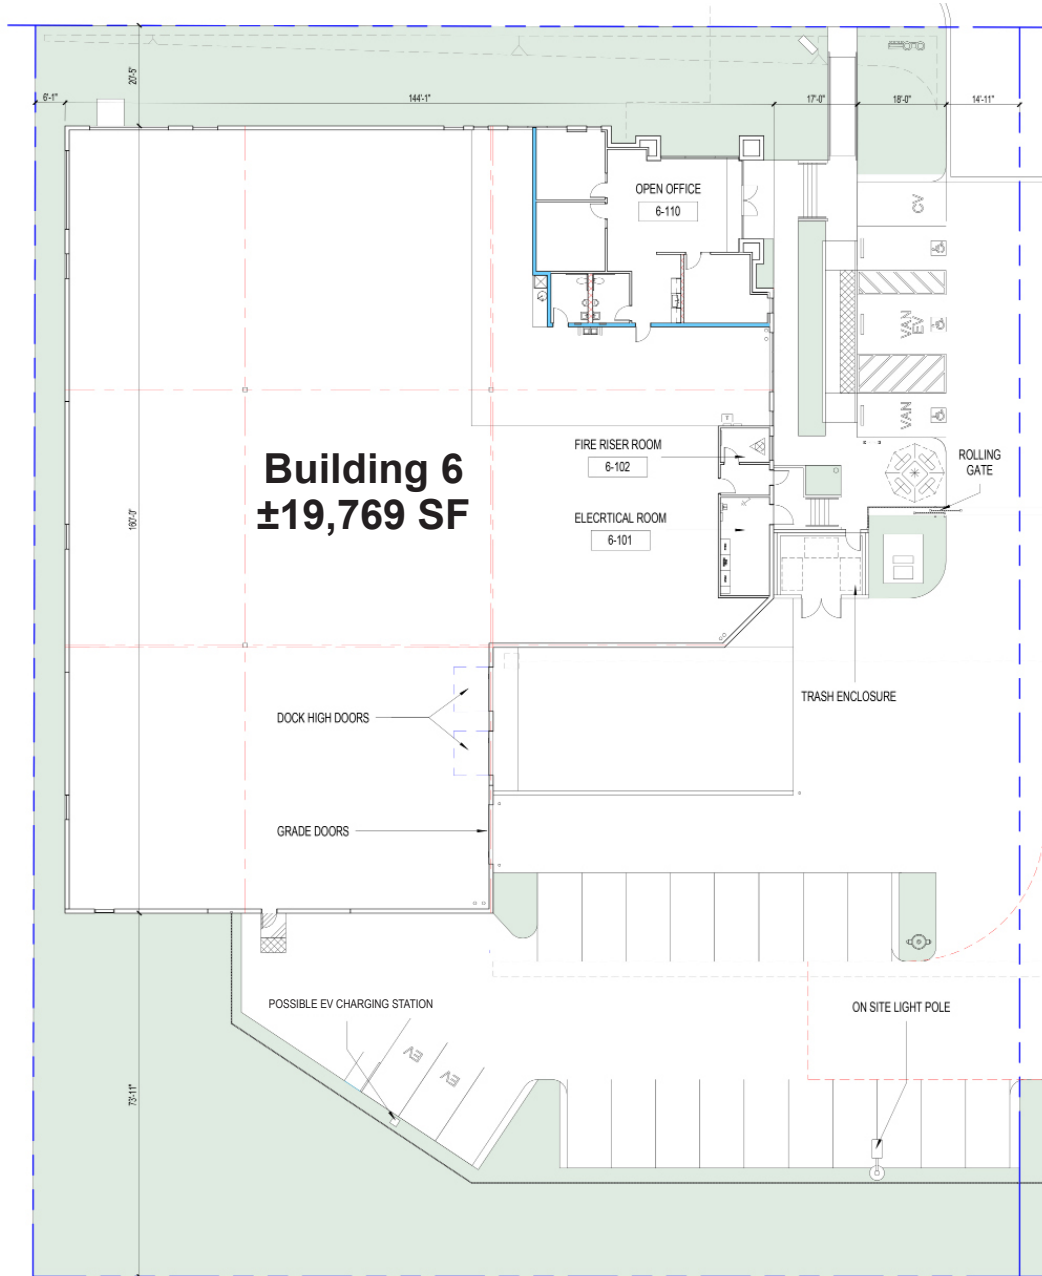 20'-5"
6'-1"
144'-1"
17'-0"
18'-0"
14'-11"
OPEN OFFICE
6-110
CV
VAN
EV
VAN
FIRE RISER ROOM
6-102
ROLLING
GATE
Building 6
±19,769 SF
160'-0"
ELECRTICAL ROOM
6-101
TRASH ENCLOSURE
DOCK HIGH DOORS
GRADE DOORS
POSSIBLE EV CHARGING STATION
ON SITE LIGHT POLE
EV
EV
73'-11"